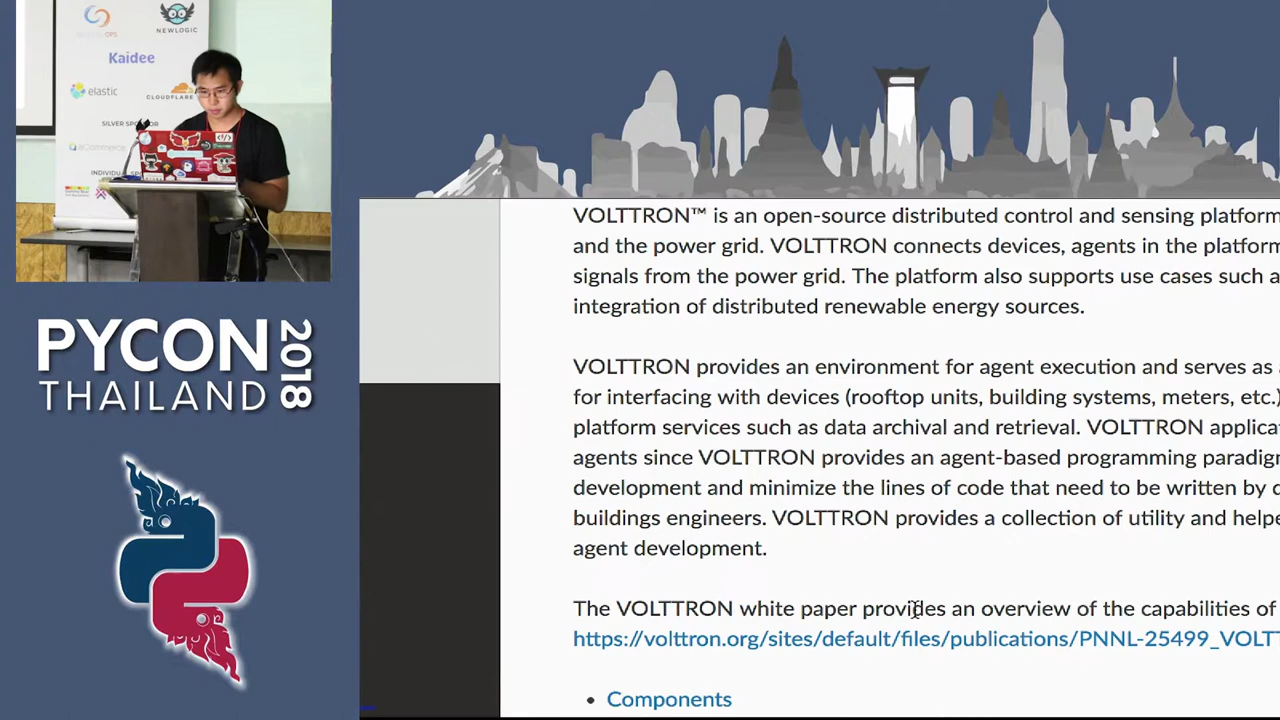 NEWLOGIC
Kaidee
elastic
CLOUDFLARE
eCommerce
PYCON
THAILAND
2018
VOLTTRON™ is an open-source distributed control and sensing platform
and the power grid. VOLTTRON connects devices, agents in the platform
signals from the power grid. The platform also supports use cases such a
integration of distributed renewable energy sources.
VOLTTRON provides an environment for agent execution and serves as
for interfacing with devices (rooftop units, building systems, meters, etc.)
platform services such as data archival and retrieval. VOLTTRON applica
agents since VOLTTRON provides an agent-based programming paradigm
development and minimize the lines of code that need to be written by
buildings engineers. VOLTTRON provides a collection of utility and helpe
agent development.
The VOLTTRON white paper provides an overview of the capabilities of
https://volttron.org/sites/default/files/publications/PNNL-25499_VOLTT
• Components